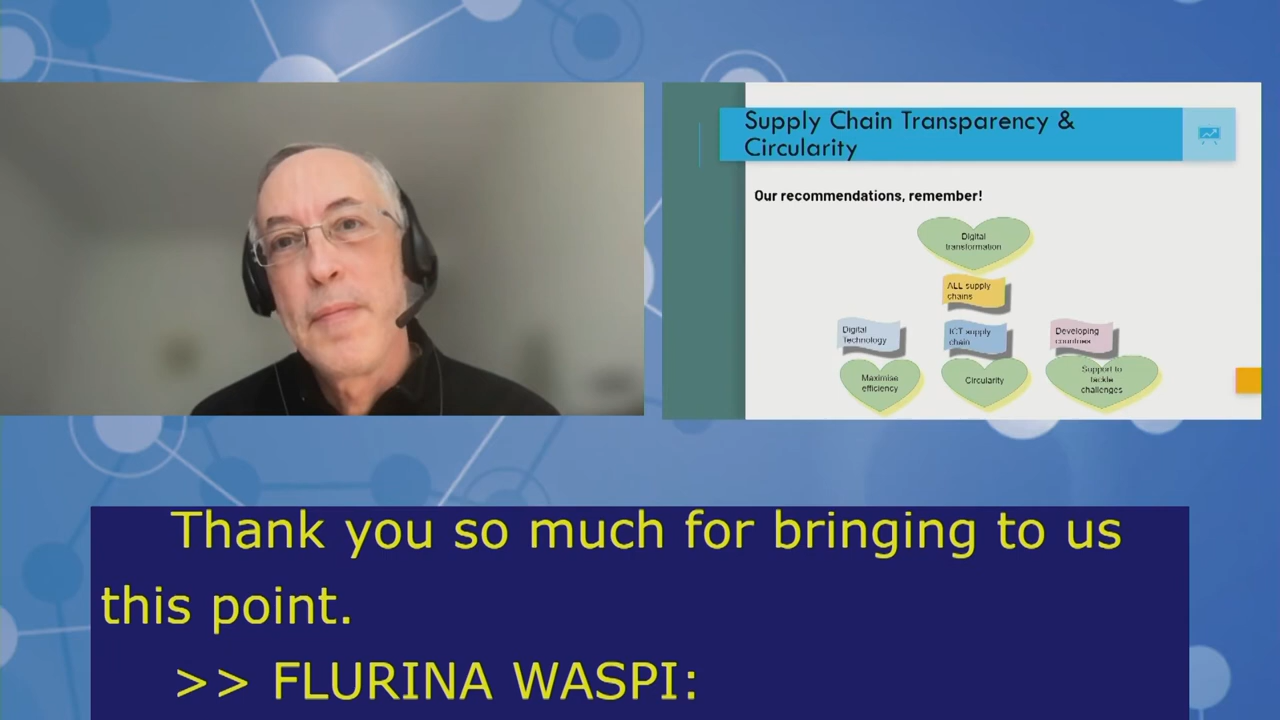 Supply Chain Transparency &
Circularity
Our recommendations, remember!
Digital
transformation
ALL supply
chains
Digital
Technology
ICT supply
chain
Developing
countries
Maximise
efficiency
Circularity
Support to
tackle
challenges
Thank you so much for bringing to us
this point.
>> FLURINA WASPI: